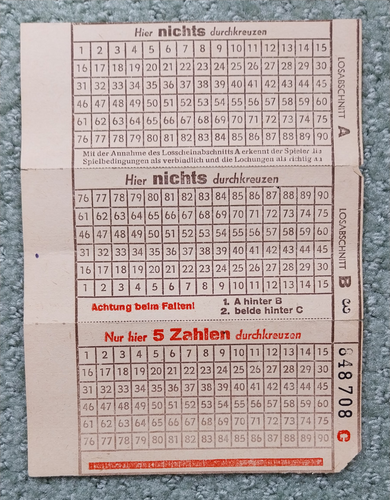 Hier nichts durchkreuzen
1 2 3 4 5 6 7 8 9 10 11 12 13 14 15
16 17 18 19 20 21 22 23 24 25 26 27 28 29 30
31 32 33 34 35 36 37 38 39 40 41 42 43 44 45
46 47 48 49 50 51 52 53 54 55 56 57 58 59 60
61 62 63 64 65 66 67 68 69 70 71 72 73 74 75
76 77 78 79 80 81 82 83 84 85 86 87 88 89 90
LOSABSCHNITT A
Mit der Annahme des Losscheinabschnitts A erkennt der Spieler die
Spielbedingungen als verbindlich und die Lochungen als richtig an
Hier nichts durchkreuzen
76 77 78 79 80 81 82 83 84 85 86 87 88 89 90
61 62 63 64 65 66 67 68 69 70 71 72 73 74 75
46 47 48 49 50 51 52 53 54 55 56 57 58 59 60
31 32 33 34 35 36 37 38 39 40 41 42 43 44 45
16 17 18 19 20 21 22 23 24 25 26 27 28 29 30
1 2 3 4 5 6 7 8 9 10 11 12 13 14 15
LOSABSCHNITT B
Achtung beim Falten!
1. A hinter B
2. beide hinter C
Nur hier 5 Zahlen durchkreuzen
1 2 3 4 5 6 7 8 9 10 11 12 13 14 15
16 17 18 19 20 21 22 23 24 25 26 27 28 29 30
31 32 33 34 35 36 37 38 39 40 41 42 43 44 45
46 47 48 49 50 51 52 53 54 55 56 57 58 59 60
61 62 63 64 65 66 67 68 69 70 71 72 73 74 75
76 77 78 79 80 81 82 83 84 85 86 87 88 89 90
848708 C